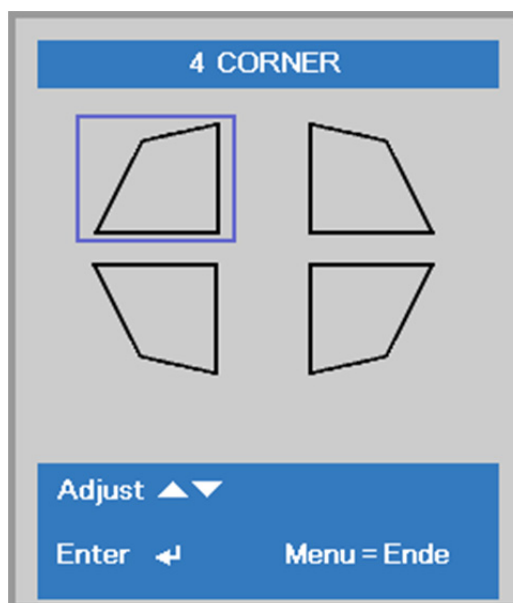 4 CORNER
Adjust ▲▼
Enter ↵ Menu = Ende